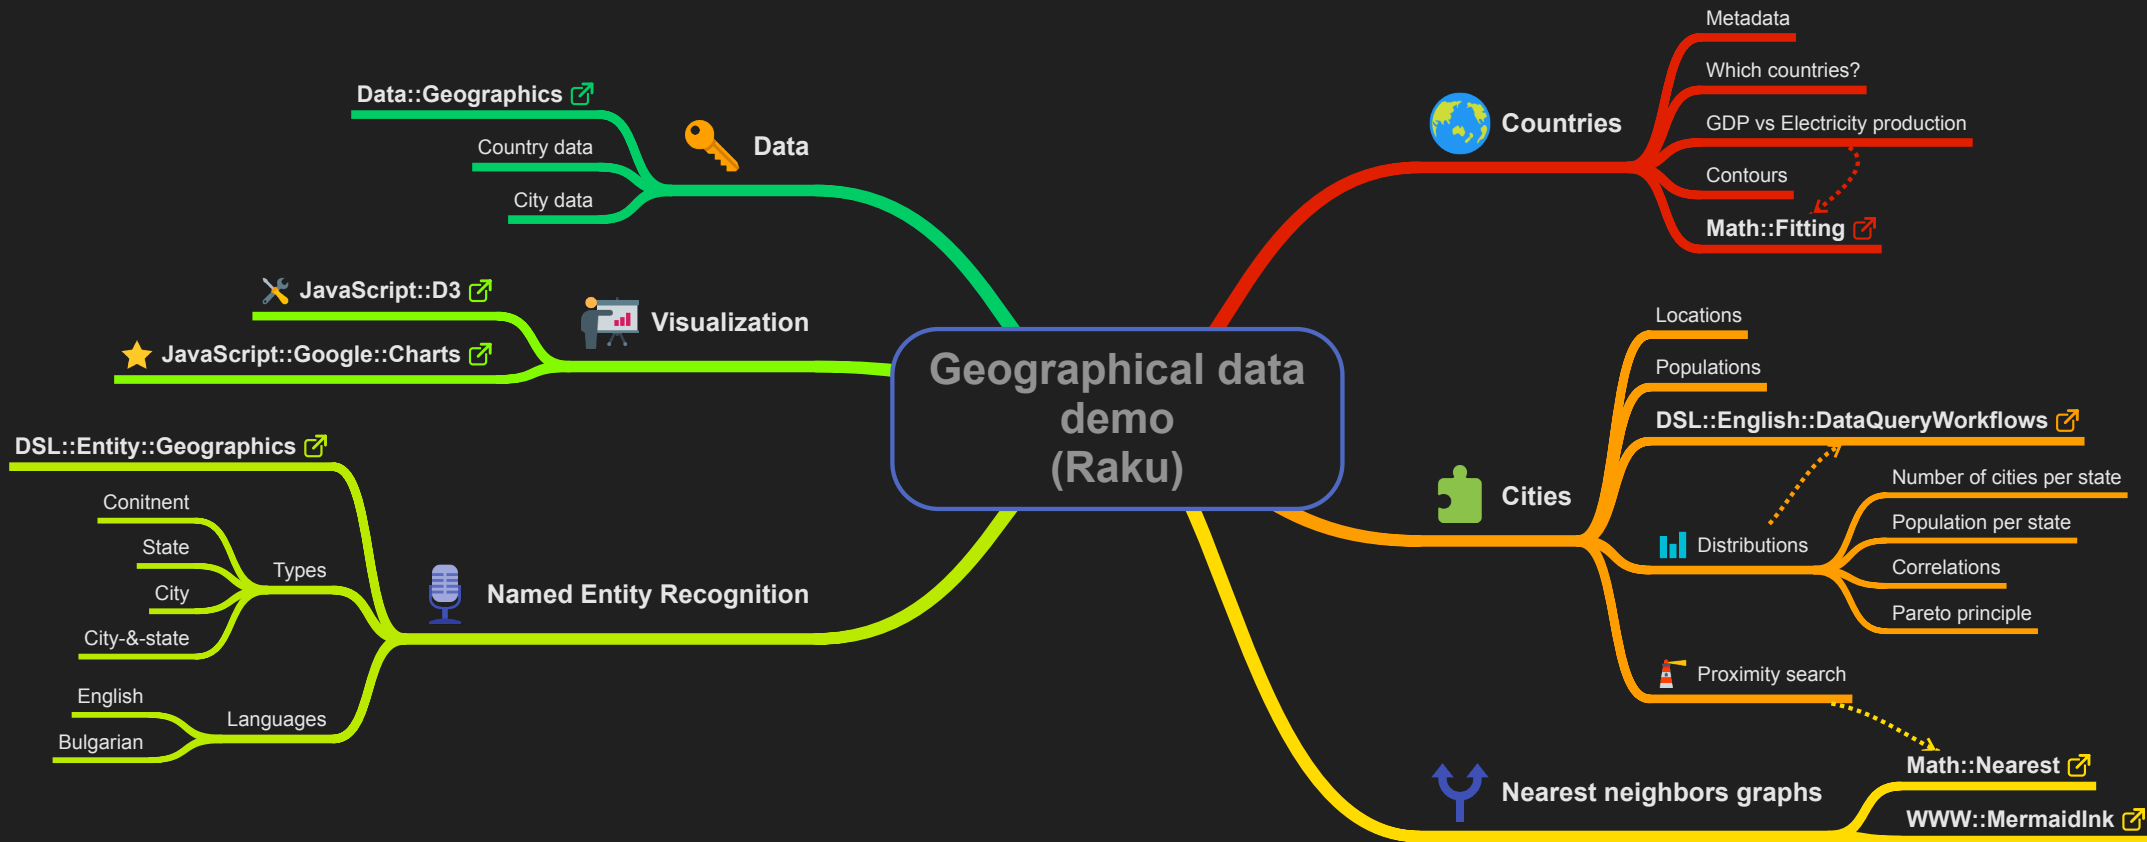 Geographical data
demo
(Raku)
Data
Data::Geographics
Country data
City data
Visualization
JavaScript::D3
JavaScript::Google::Charts
Named Entity Recognition
DSL::Entity::Geographics
Types
Conitnent
State
City
City-&-state
Languages
English
Bulgarian
Countries
Metadata
Which countries?
GDP vs Electricity production
Contours
Math::Fitting
Cities
Locations
Populations
DSL::English::DataQueryWorkflows
Distributions
Number of cities per state
Population per state
Correlations
Pareto principle
Proximity search
Nearest neighbors graphs
Math::Nearest
WWW::MermaidInk